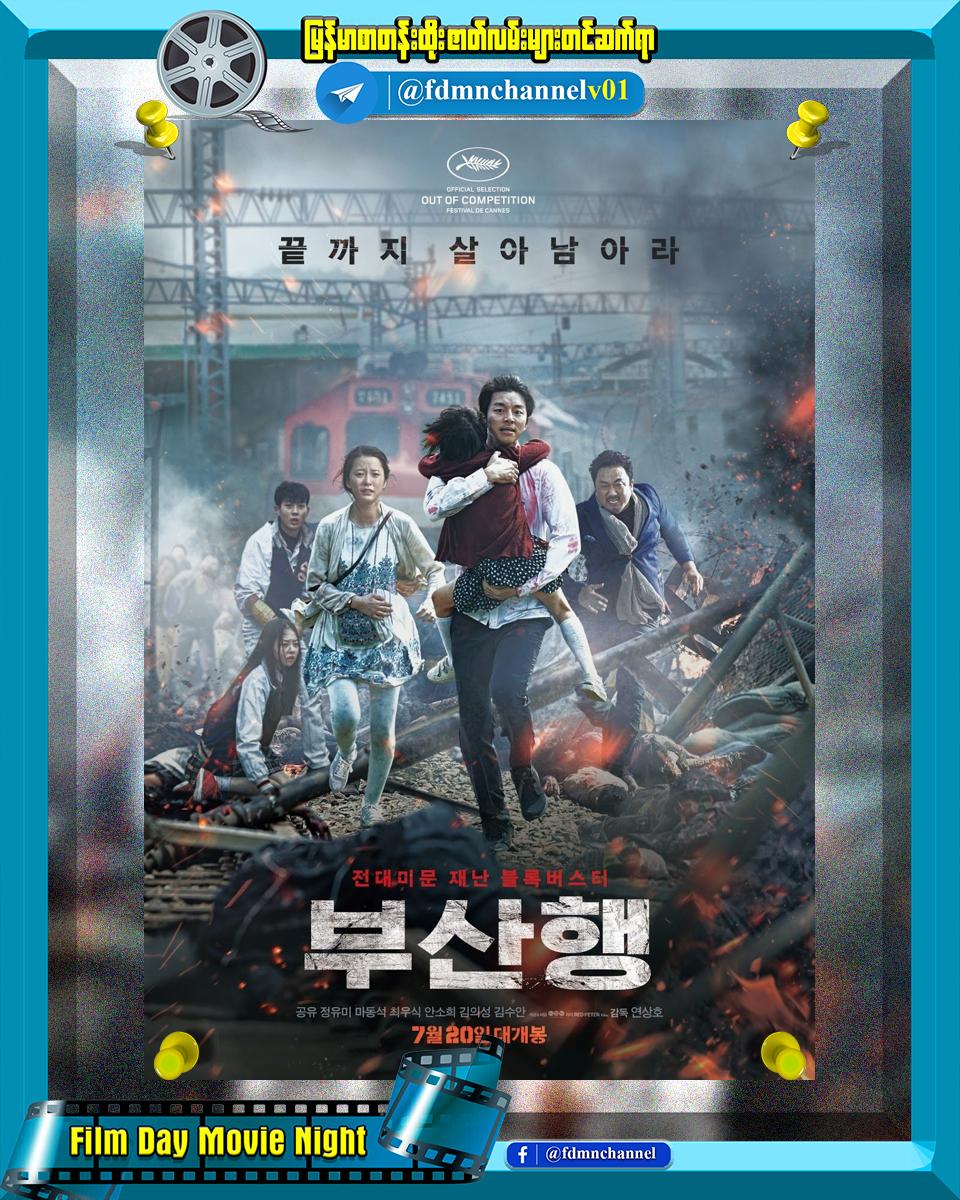 မြန်မာစာတန်းထိုးဇာတ်လမ်းများတင်ဆက်ရာ
@fdmnchannelv01
OFFICIAL SELECTION
OUT OF COMPETITION
FESTIVAL DE CANNES
끝까지 살아남아라
7451 7451
전대미문 재난 블록버스터
부산행
공유 정유미 마동석 최우식 안소희 김의성 김수안 RED PETER 감독 연상호
7월 20일 대개봉
Film Day Movie Night
f @fdmnchannel